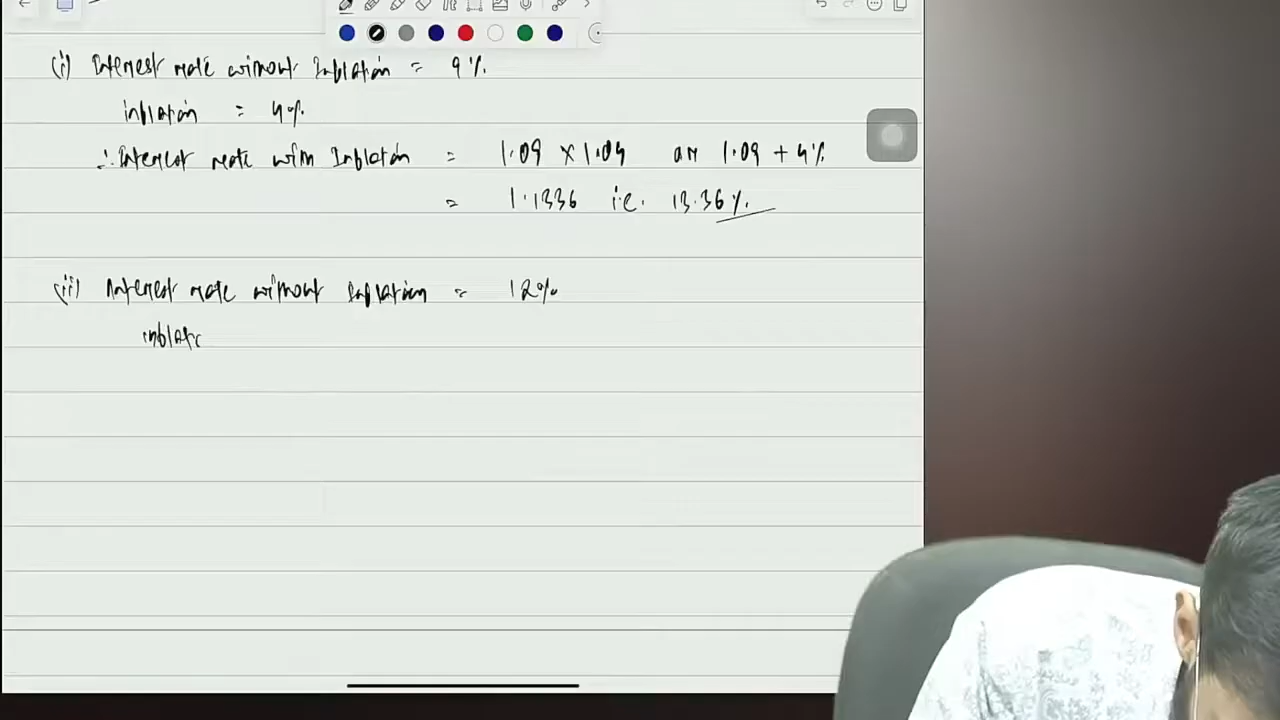 (i) Interest rate without Inflation = 9%
inflation = 4%
∴ Interest rate with Inflation = 1.09 × 1.04 or 1.09 + 4%
= 1.1336 i.e. 13.36%
(ii) Interest rate without Inflation = 12%
inflati